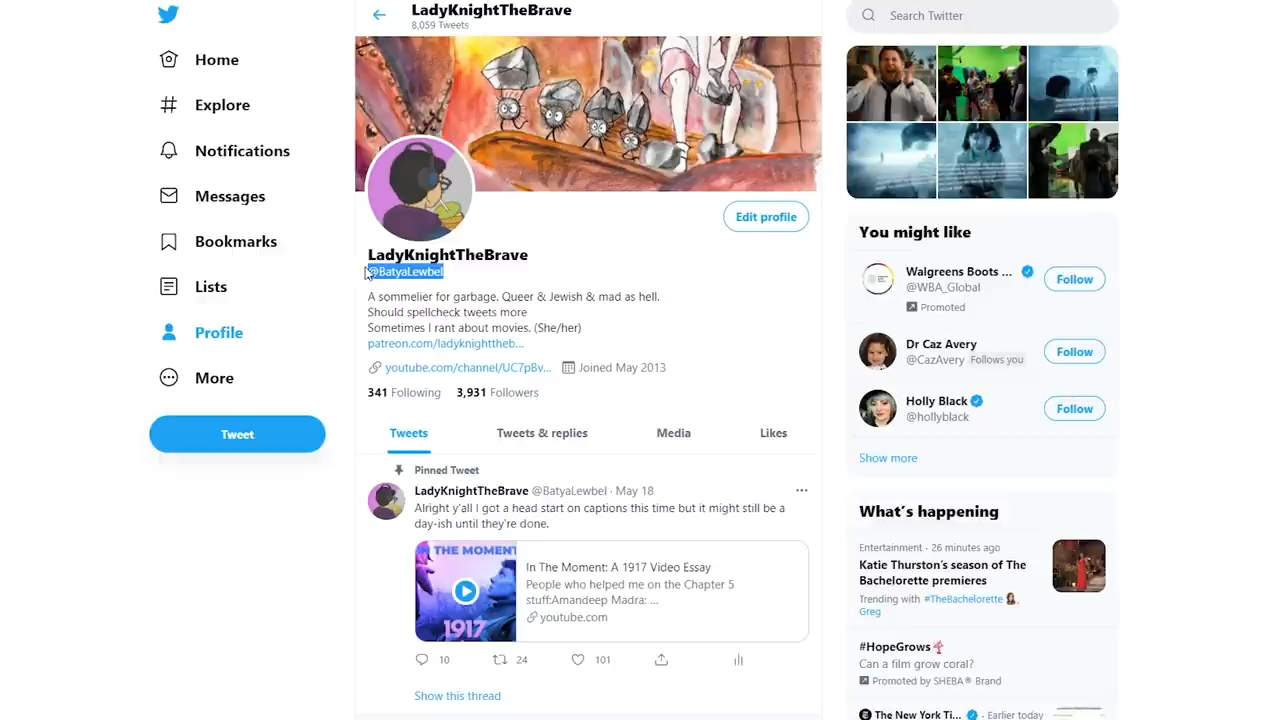 LadyKnightTheBrave
8,059 Tweets
Search Twitter
Home
Explore
Notifications
Messages
Bookmarks
Lists
Profile
More
Tweet
Edit profile
LadyKnightTheBrave
@BatyaLewbel
A sommelier for garbage. Queer & Jewish & mad as hell.
Should spellcheck tweets more
Sometimes I rant about movies. (She/her)
patreon.com/ladyknighttheb...
youtube.com/channel/UC7pBv... Joined May 2013
341 Following 3,931 Followers
Tweets Tweets & replies Media Likes
Pinned Tweet
LadyKnightTheBrave @BatyaLewbel · May 18
Alright y'all I got a head start on captions this time but it might still be a
day-ish until they're done.
IN THE MOMENT
1917
In The Moment: A 1917 Video Essay
People who helped me on the Chapter 5
stuff:Amandeep Madra: ...
youtube.com
10 24 101
Show this thread
You might like
Walgreens Boots ...
@WBA_Global
Promoted
Follow
Dr Caz Avery
@CazAvery Follows you
Follow
Holly Black
@hollyblack
Follow
Show more
What's happening
Entertainment · 26 minutes ago
Katie Thurston's season of The
Bachelorette premieres
Trending with #TheBachelorette,
Greg
#HopeGrows
Can a film grow coral?
Promoted by SHEBA® Brand
The New York Ti... · Earlier today